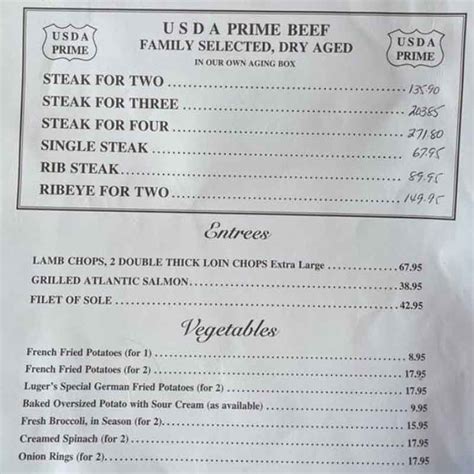 USDA PRIME
USDA PRIME BEEF
USDA PRIME
FAMILY SELECTED, DRY AGED
IN OUR OWN AGING BOX
STEAK FOR TWO 135.90
STEAK FOR THREE 203.85
STEAK FOR FOUR 271.80
SINGLE STEAK 67.95
RIB STEAK 89.95
RIBEYE FOR TWO 149.95
Entrees
LAMB CHOPS, 2 DOUBLE THICK LOIN CHOPS Extra Large 67.95
GRILLED ATLANTIC SALMON 38.95
FILET OF SOLE 42.95
Vegetables
French Fried Potatoes (for 1) 8.95
French Fried Potatoes (for 2) 17.95
Luger's Special German Fried Potatoes (for 2) 17.95
Baked Oversized Potato with Sour Cream (as available) 9.95
Fresh Broccoli, in Season (for 2) 15.95
Creamed Spinach (for 2) 17.95
Onion Rings (for 2) 17.95